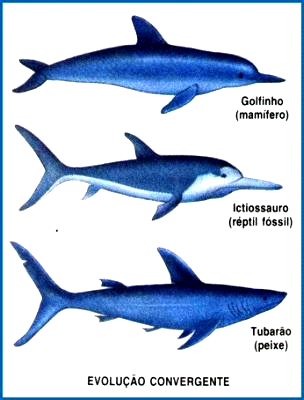 Golfinho
(mamífero)
Ictiossauro
(réptil fóssil)
Tubarão
(peixe)
EVOLUÇÃO CONVERGENTE